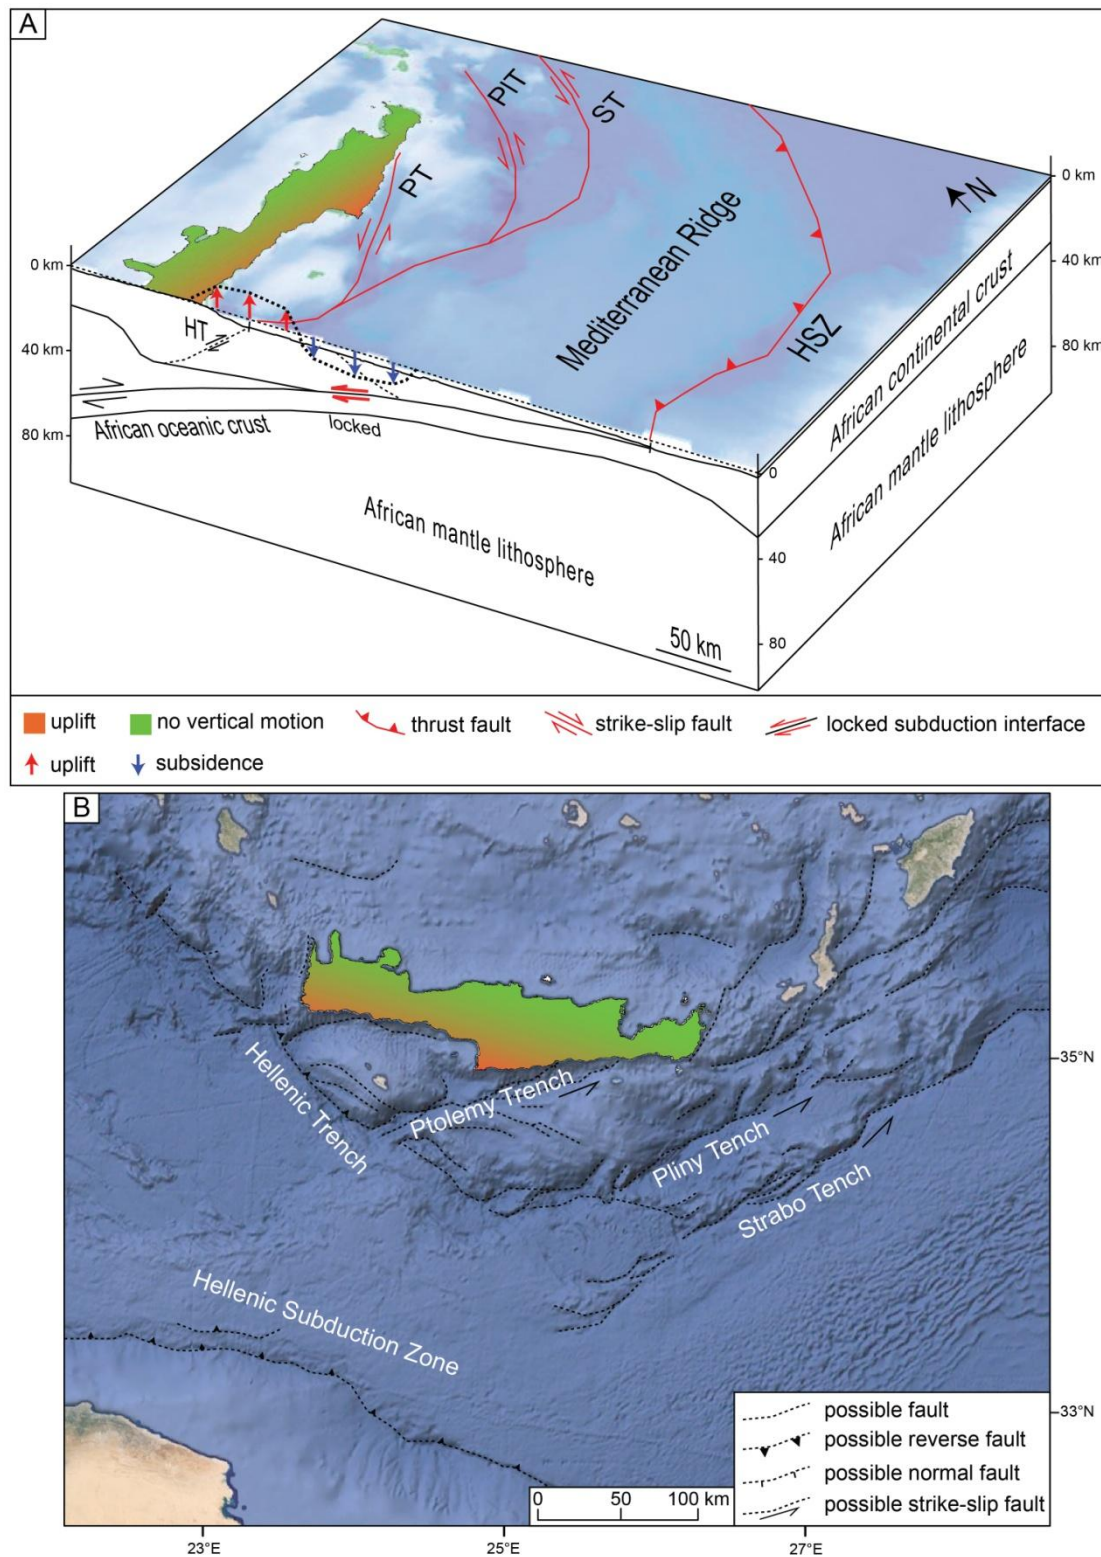 A
PIT
ST
PT
N
0 km
0 km
HT
Mediterranean Ridge
HSZ
40 km
40 km
80 km
80 km
African continental crust
African oceanic crust
locked
African mantle lithosphere
African mantle lithosphere
0
40
80
50 km
uplift
no vertical motion
thrust fault
strike-slip fault
locked subduction interface
uplift
subsidence
B
35°N
Hellenic Trench
Ptolemy Trench
Pliny Tench
Strabo Tench
Hellenic Subduction Zone
33°N
possible fault
possible reverse fault
possible normal fault
possible strike-slip fault
0 50 100 km
23°E 25°E 27°E